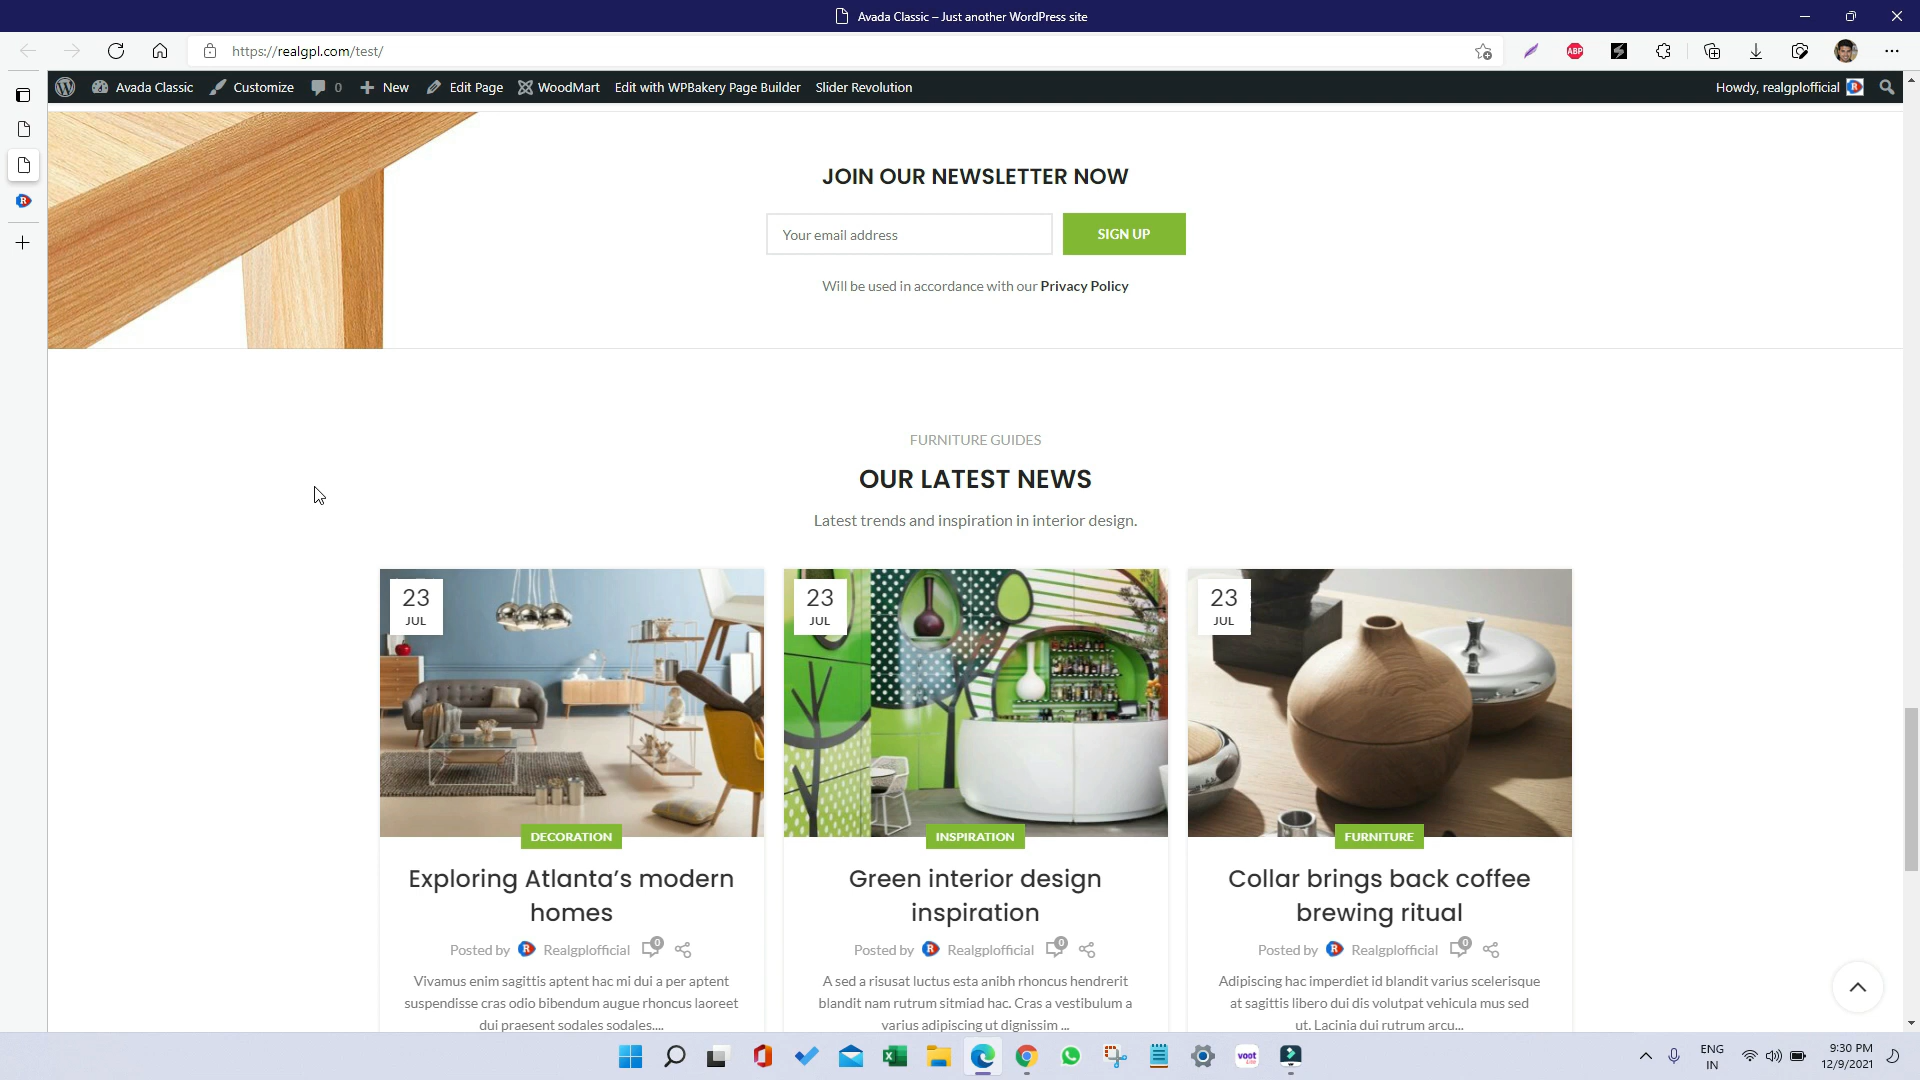 Avada Classic – Just another WordPress site
https://realgpl.com/test/
ABP
Avada Classic Customize 0 New Edit Page WoodMart Edit with WPBakery Page Builder Slider Revolution Howdy, realgplofficial R
R
JOIN OUR NEWSLETTER NOW
Your email address SIGN UP
Will be used in accordance with our Privacy Policy
FURNITURE GUIDES
OUR LATEST NEWS
Latest trends and inspiration in interior design.
23 JUL
23 JUL
23 JUL
DECORATION
Exploring Atlanta’s modern
homes
Posted by R Realgplofficial 0
Vivamus enim sagittis aptent hac mi dui a per aptent
suspendisse cras odio bibendum augue rhoncus laoreet
dui praesent sodales sodales....
INSPIRATION
Green interior design
inspiration
Posted by R Realgplofficial 0
A sed a risusat luctus esta anibh rhoncus hendrerit
blandit nam rutrum sitmiad hac. Cras a vestibulum a
varius adipiscing ut dignissim ...
FURNITURE
Collar brings back coffee
brewing ritual
Posted by R Realgplofficial 0
Adipiscing hac imperdiet id blandit varius scelerisque
at sagittis libero dui dis volutpat vehicula mus sed
ut. Lacinia dui rutrum arcu...
voot
ENG
IN
9:30 PM
12/9/2021